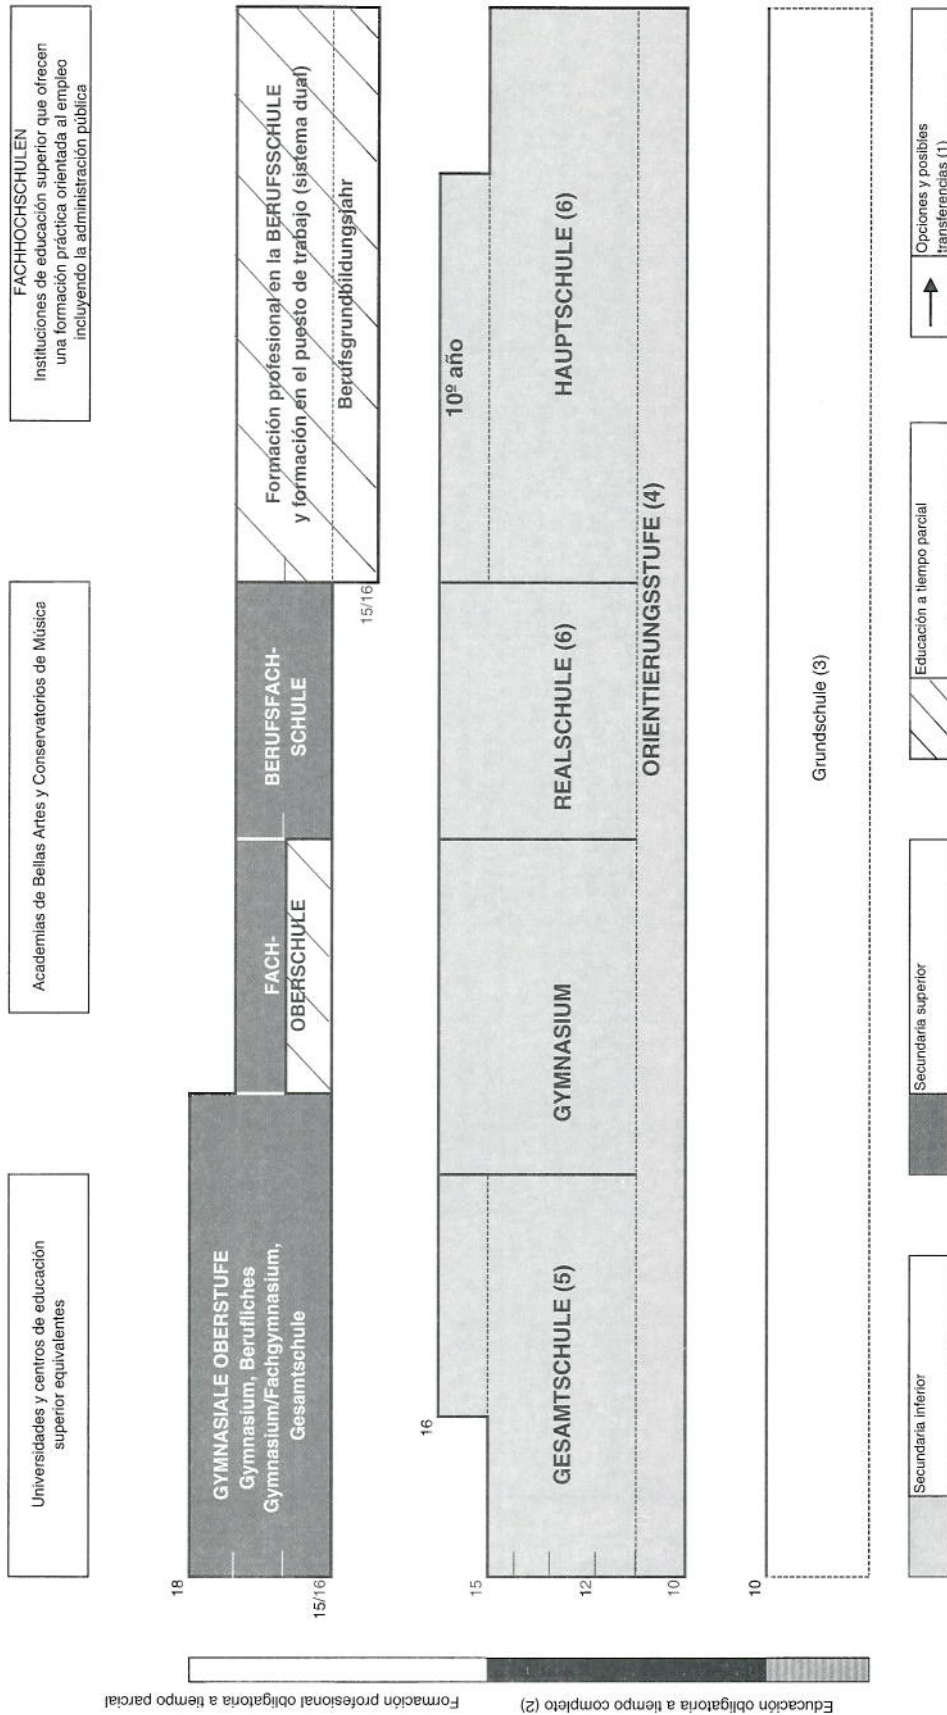 Universidades y centros de educación
superior equivalentes
Academias de Bellas Artes y Conservatorios de Música
FACHHOCHSCHULEN
Instituciones de educación superior que ofrecen
una formación práctica orientada al empleo
incluyendo la administración pública
18
GYMNASIALE OBERSTUFE
Gymnasium, Berufliches
Gymnasium/Fachgymnasium,
Gesamtschule
15/16
FACH-
OBERSCHULE
BERUFSFACH-
SCHULE
Formación profesional en la BERUFSSCHULE
y formación en el puesto de trabajo (sistema dual)
Berufsgrundbildungsjahr
15/16
16
10º año
15
GESAMTSCHULE (5)
GYMNASIUM
REALSCHULE (6)
HAUPTSCHULE (6)
12
ORIENTIERUNGSSTUFE (4)
10
10
Grundschule (3)
Formación profesional obligatoria a tiempo parcial
Educación obligatoria a tiempo completo (2)
Secundaria inferior
Secundaria superior
Educación a tiempo parcial
Opciones y posibles
transferencias (1)